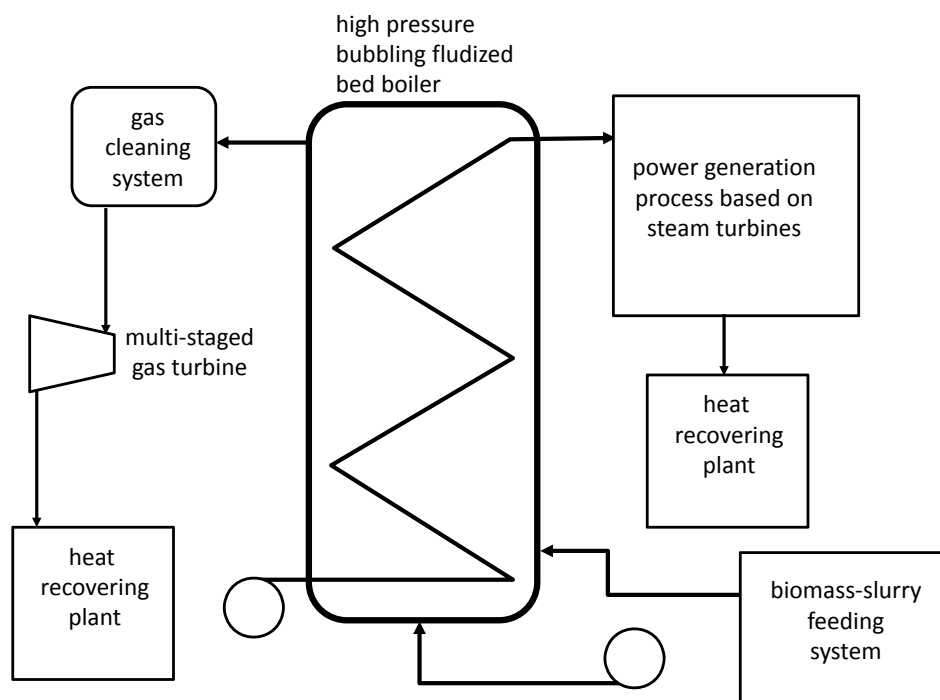 high pressure
bubbling fludized
bed boiler
gas
cleaning
system
power generation
process based on
steam turbines
multi-staged
gas turbine
heat
recovering
plant
heat
recovering
plant
biomass-slurry
feeding
system